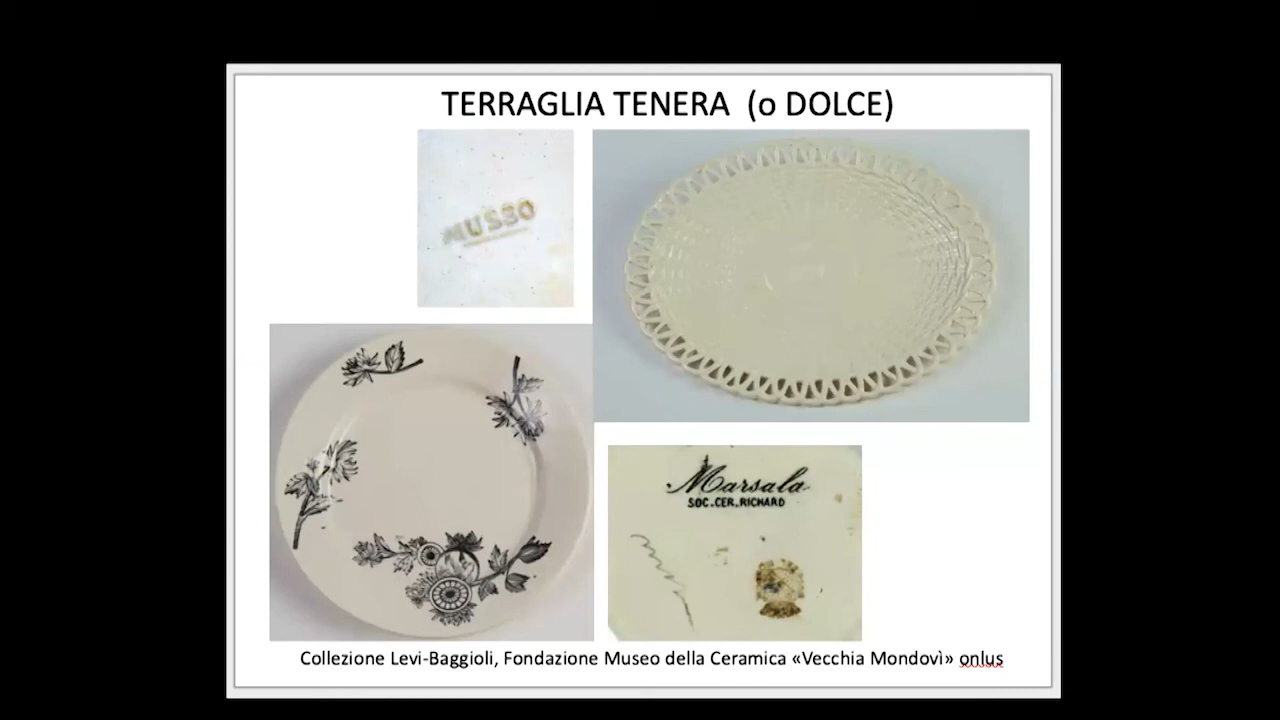 TERRAGLIA TENERA (o DOLCE)
MUSSO
Marsala
SOC.CER.RICHARD
Collezione Levi-Baggioli, Fondazione Museo della Ceramica «Vecchia Mondovì» onlus